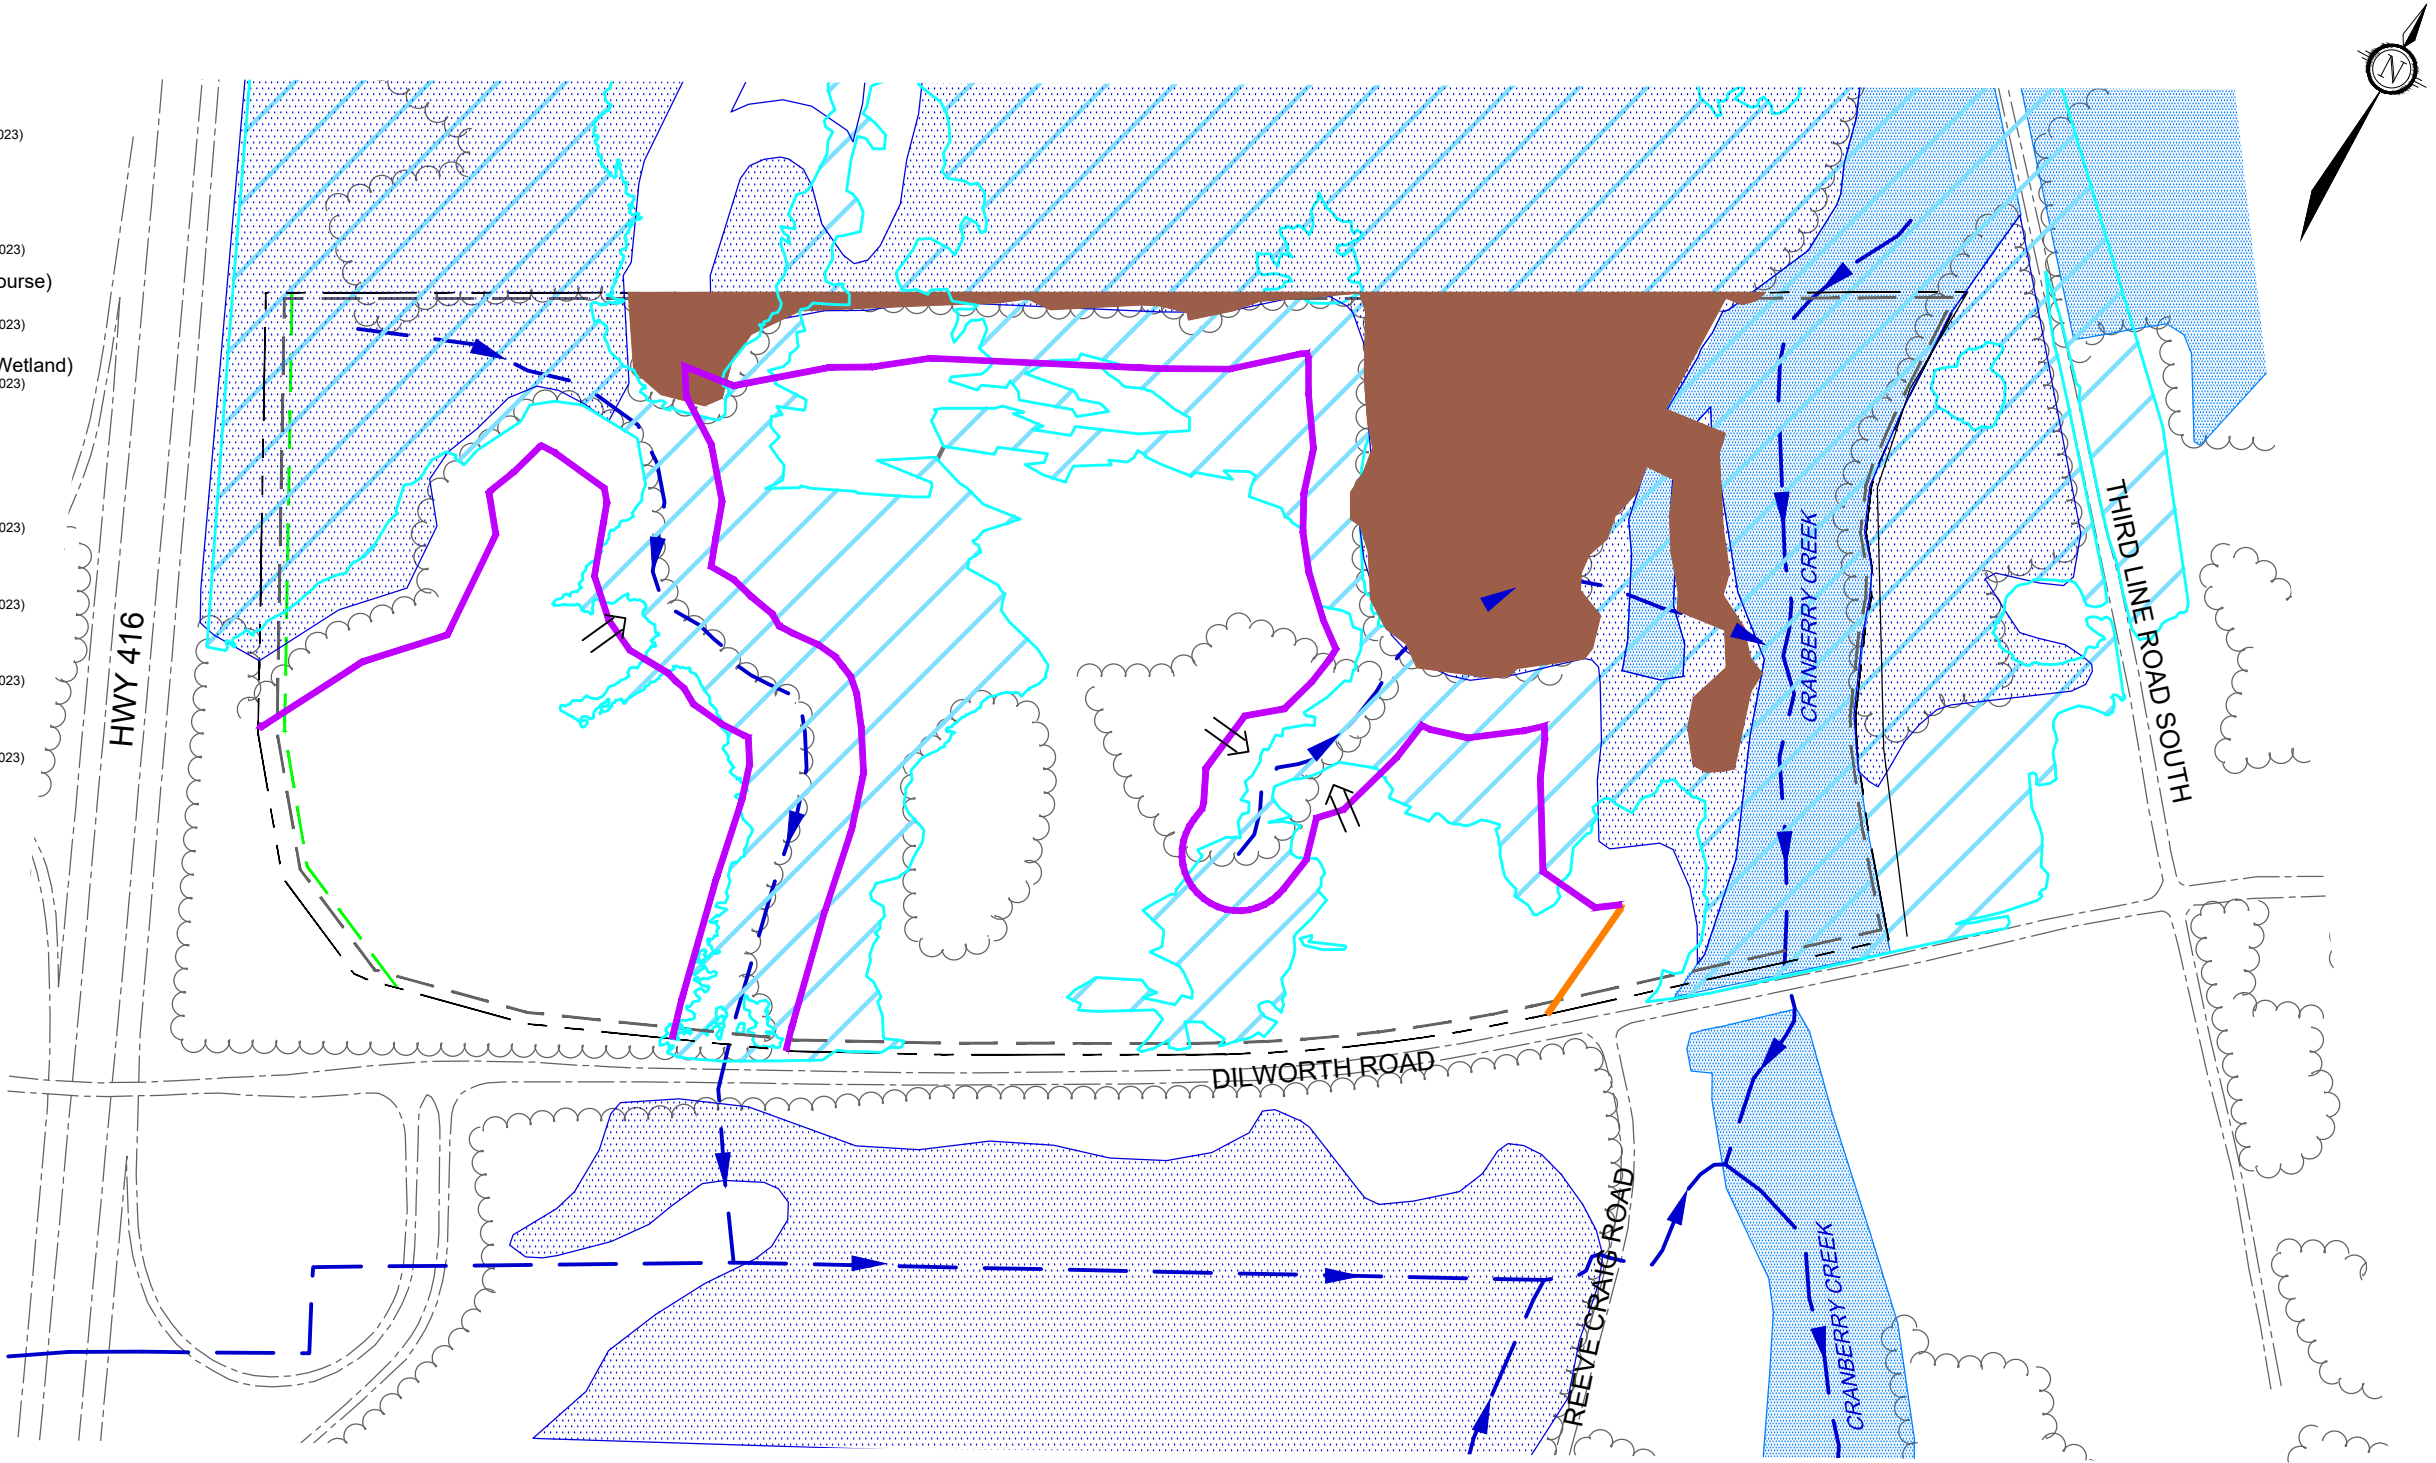 023)
023)
ourse)
023)
Wetland)
023)
023)
023)
023)
023)
N
HWY 416
CRANBERRY CREEK
THIRD LINE ROAD SOUTH
DILWORTH ROAD
REEVE CRAIG ROAD
CRANBERRY CREEK